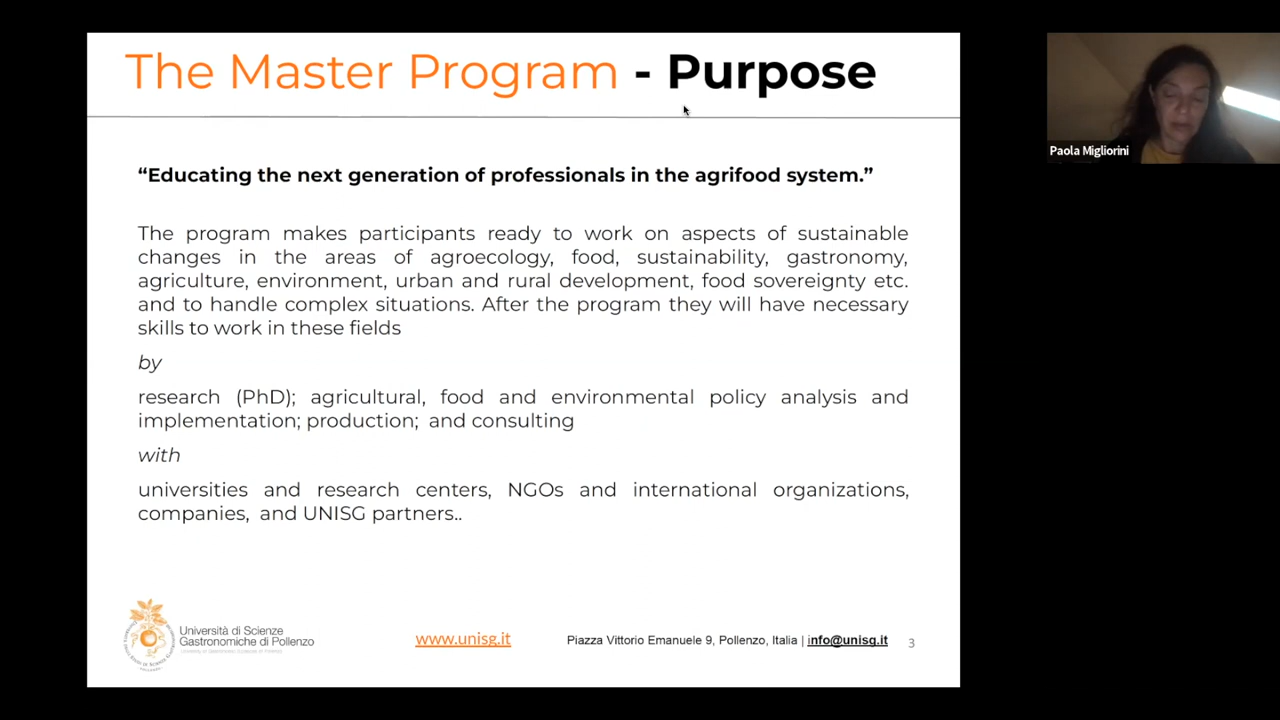 The Master Program - Purpose
Paola Migliorini
“Educating the next generation of professionals in the agrifood system.”
The program makes participants ready to work on aspects of sustainable
changes in the areas of agroecology, food, sustainability, gastronomy,
agriculture, environment, urban and rural development, food sovereignty etc.
and to handle complex situations. After the program they will have necessary
skills to work in these fields
by
research (PhD); agricultural, food and environmental policy analysis and
implementation; production; and consulting
with
universities and research centers, NGOs and international organizations,
companies, and UNISG partners..
Università di Scienze
Gastronomiche di Pollenzo
www.unisg.it
Piazza Vittorio Emanuele 9, Pollenzo, Italia | info@unisg.it
3